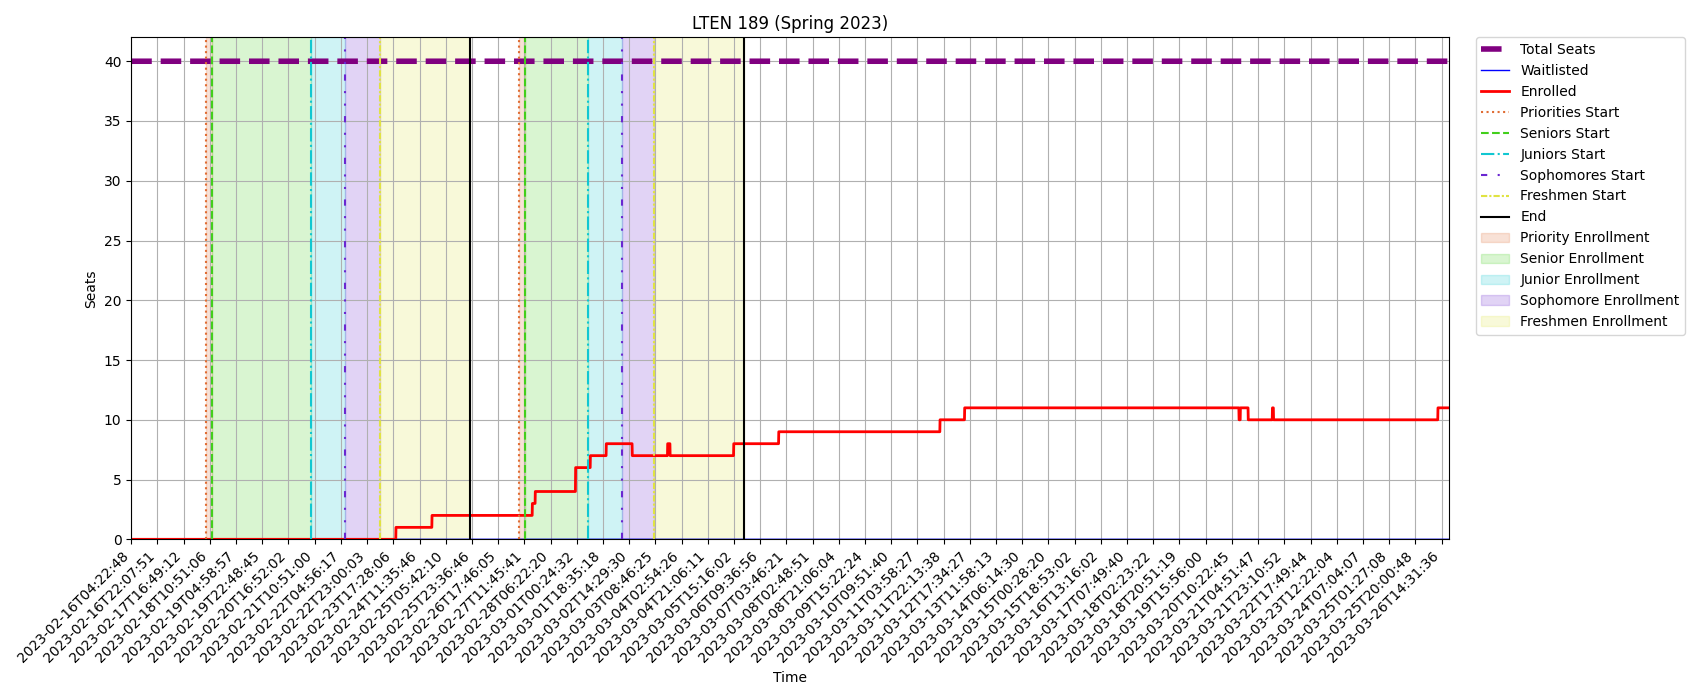 LTEN 189 (Spring 2023)
Seats
40
35
30
25
20
15
10
5
0
2023-02-16T04:22:48
2023-02-16T22:07:51
2023-02-17T16:49:12
2023-02-18T10:51:06
2023-02-19T04:58:57
2023-02-19T22:48:45
2023-02-20T16:52:02
2023-02-21T10:51:00
2023-02-22T04:56:17
2023-02-22T23:00:03
2023-02-23T17:28:06
2023-02-24T11:35:46
2023-02-25T05:42:10
2023-02-25T23:36:46
2023-02-26T17:46:05
2023-02-27T11:45:41
2023-02-28T06:22:20
2023-03-01T00:24:32
2023-03-01T18:35:18
2023-03-02T14:29:30
2023-03-03T08:46:25
2023-03-04T02:54:26
2023-03-04T21:06:11
2023-03-05T15:16:02
2023-03-06T09:36:56
2023-03-07T03:46:21
2023-03-08T02:48:51
2023-03-08T21:06:04
2023-03-09T15:22:24
2023-03-10T09:51:40
2023-03-11T03:58:27
2023-03-11T22:13:38
2023-03-12T17:34:27
2023-03-13T11:58:13
2023-03-14T06:14:30
2023-03-15T00:28:20
2023-03-15T18:53:02
2023-03-16T13:16:02
2023-03-17T07:49:40
2023-03-18T02:23:22
2023-03-18T20:51:19
2023-03-19T15:56:00
2023-03-20T10:22:45
2023-03-21T04:51:47
2023-03-21T23:10:52
2023-03-22T17:49:44
2023-03-23T12:22:04
2023-03-24T07:04:07
2023-03-25T01:27:08
2023-03-25T20:00:48
2023-03-26T14:31:36
Time
Total Seats
Waitlisted
Enrolled
Priorities Start
Seniors Start
Juniors Start
Sophomores Start
Freshmen Start
End
Priority Enrollment
Senior Enrollment
Junior Enrollment
Sophomore Enrollment
Freshmen Enrollment